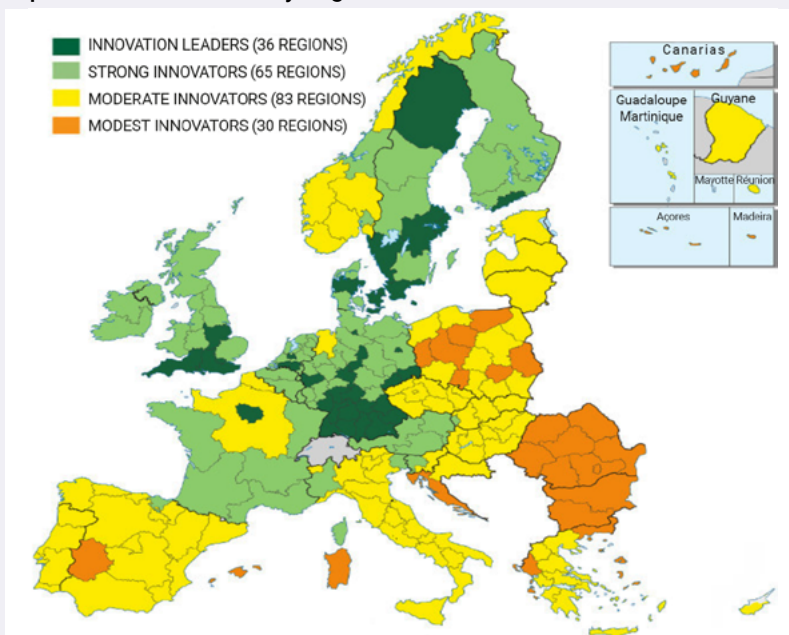 INNOVATION LEADERS (36 REGIONS)
STRONG INNOVATORS (65 REGIONS)
MODERATE INNOVATORS (83 REGIONS)
MODEST INNOVATORS (30 REGIONS)
Canarias
Guadaloupe
Martinique
Guyane
Mayotte
Réunion
Açores
Madeira